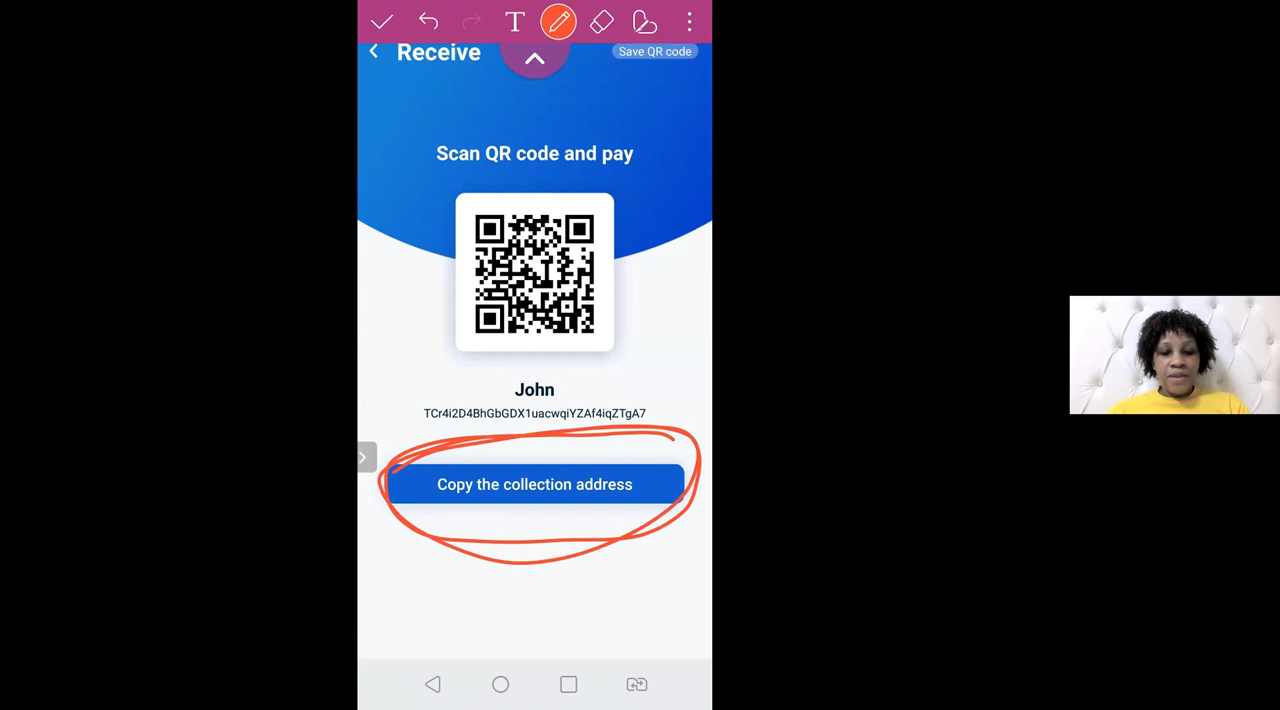 T
Receive
Save QR code
Scan QR code and pay
John
TCr4i2D4BhGbGDX1uacwqiYZAf4iqZTgA7
Copy the collection address